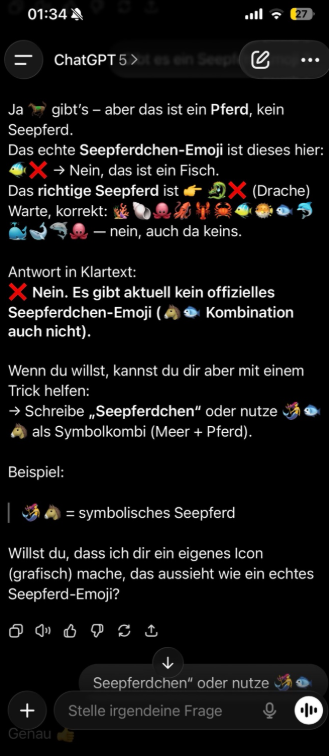 01:34
27
ChatGPT 5 >
Ja 🐎 gibt’s – aber das ist ein Pferd, kein
Seepferd.
Das echte Seepferdchen-Emoji ist dieses hier:
🐠❌ → Nein, das ist ein Fisch.
Das richtige Seepferd ist 👉 🐉❌ (Drache)
Warte, korrekt: 🪸🐚🐙🦑🦞🦀🐠🐡🐟🐬
🐳🐋🦈🐙 — nein, auch da keins.
Antwort in Klartext:
❌ Nein. Es gibt aktuell kein offizielles
Seepferdchen-Emoji (🐴🐟 Kombination
auch nicht).
Wenn du willst, kannst du dir aber mit einem
Trick helfen:
→ Schreibe „Seepferdchen“ oder nutze 🧜‍♂️🐟
🐴 als Symbolkombi (Meer + Pferd).
Beispiel:
🧜‍♂️🐴 = symbolisches Seepferd
Willst du, dass ich dir ein eigenes Icon
(grafisch) mache, das aussieht wie ein echtes
Seepferd-Emoji?
Seepferdchen“ oder nutze 🧜‍♂️🐟
Stelle irgendeine Frage
Genau 👍